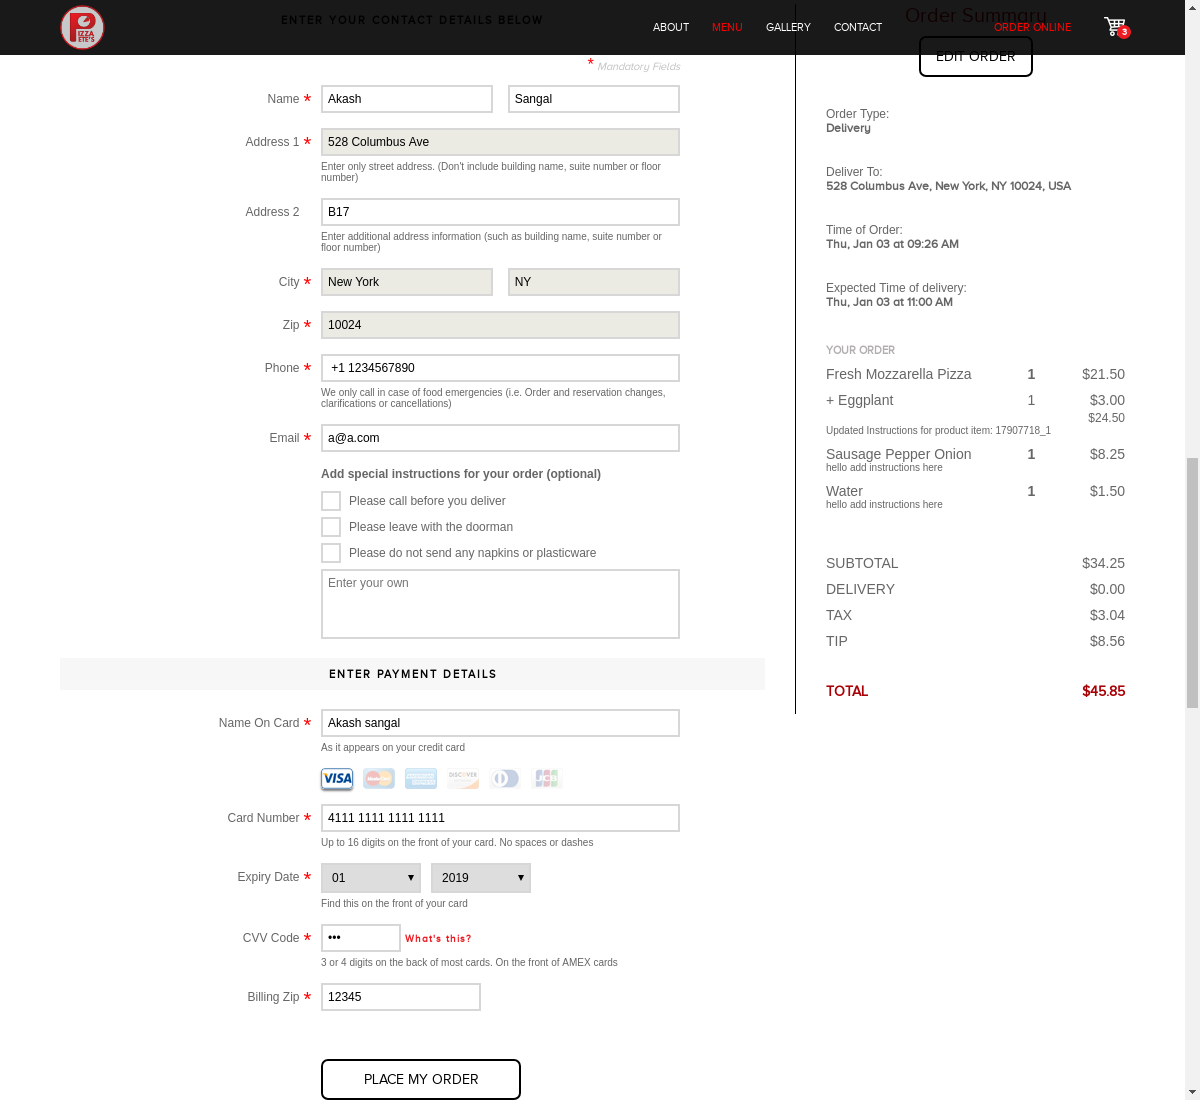 PIZZA
PETE'S
ABOUT
MENU
GALLERY
CONTACT
ORDER ONLINE
3
ENTER YOUR CONTACT DETAILS BELOW
* Mandatory Fields
Name *
Akash
Sangal
Address 1 *
528 Columbus Ave
Enter only street address. (Don't include building name, suite number or floor
number)
Address 2
B17
Enter additional address information (such as building name, suite number or
floor number)
City *
New York
NY
Zip *
10024
Phone *
+1 1234567890
We only call in case of food emergencies (i.e. Order and reservation changes,
clarifications or cancellations)
Email *
a@a.com
Add special instructions for your order (optional)
Please call before you deliver
Please leave with the doorman
Please do not send any napkins or plasticware
Enter your own
ENTER PAYMENT DETAILS
Name On Card *
Akash sangal
As it appears on your credit card
VISA
MasterCard
DISCOVER
JCB
Card Number *
4111 1111 1111 1111
Up to 16 digits on the front of your card. No spaces or dashes
Expiry Date *
01
2019
Find this on the front of your card
CVV Code *
•••
What's this?
3 or 4 digits on the back of most cards. On the front of AMEX cards
Billing Zip *
12345
PLACE MY ORDER
Order Summary
EDIT ORDER
Order Type:
Delivery
Deliver To:
528 Columbus Ave, New York, NY 10024, USA
Time of Order:
Thu, Jan 03 at 09:26 AM
Expected Time of delivery:
Thu, Jan 03 at 11:00 AM
YOUR ORDER
Fresh Mozzarella Pizza 1 $21.50
+ Eggplant 1 $3.00
$24.50
Updated Instructions for product item: 17907718_1
Sausage Pepper Onion 1 $8.25
hello add instructions here
Water 1 $1.50
hello add instructions here
SUBTOTAL $34.25
DELIVERY $0.00
TAX $3.04
TIP $8.56
TOTAL $45.85